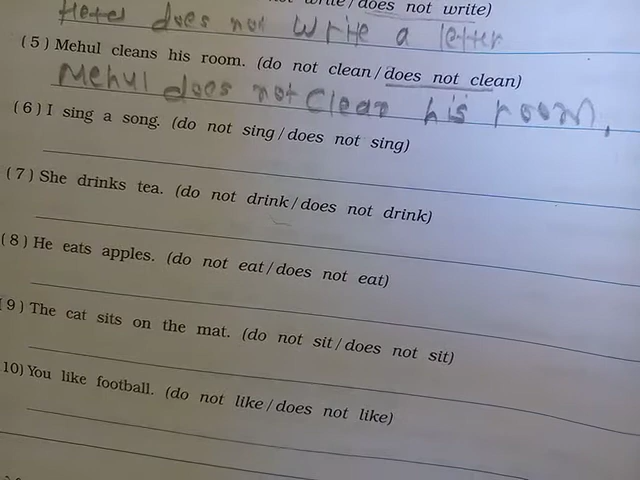 write/does not write)
does not write a letter
(5) Mehul cleans his room. (do not clean/does not clean)
Mehul does not clean his room.
(6) I sing a song. (do not sing/does not sing)
(7) She drinks tea. (do not drink/does not drink)
(8) He eats apples. (do not eat/does not eat)
(9) The cat sits on the mat. (do not sit/does not sit)
10) You like football. (do not like/does not like)